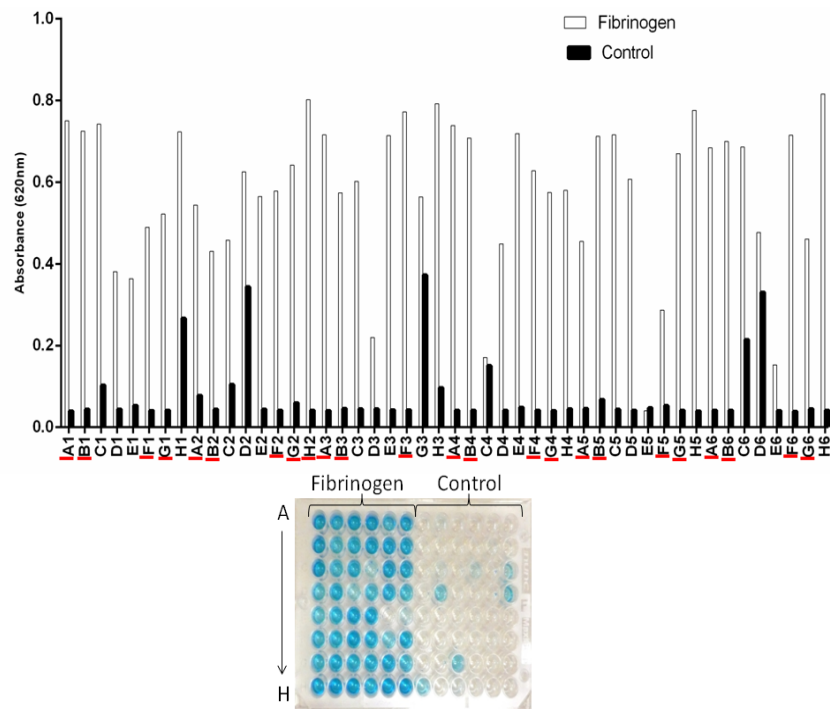 Fibrinogen
Control
Absorbance (620nm)
1.0
0.8
0.6
0.4
0.2
0.0
A1 B1 C1 D1 E1 F1 G1 H1 A2 B2 C2 D2 E2 F2 G2 H2 A3 B3 C3 D3 E3 F3 G3 H3 A4 B4 C4 D4 E4 F4 G4 H4 A5 B5 C5 D5 E5 F5 G5 H5 A6 B6 C6 D6 E6 F6 G6 H6
Fibrinogen Control
A
H